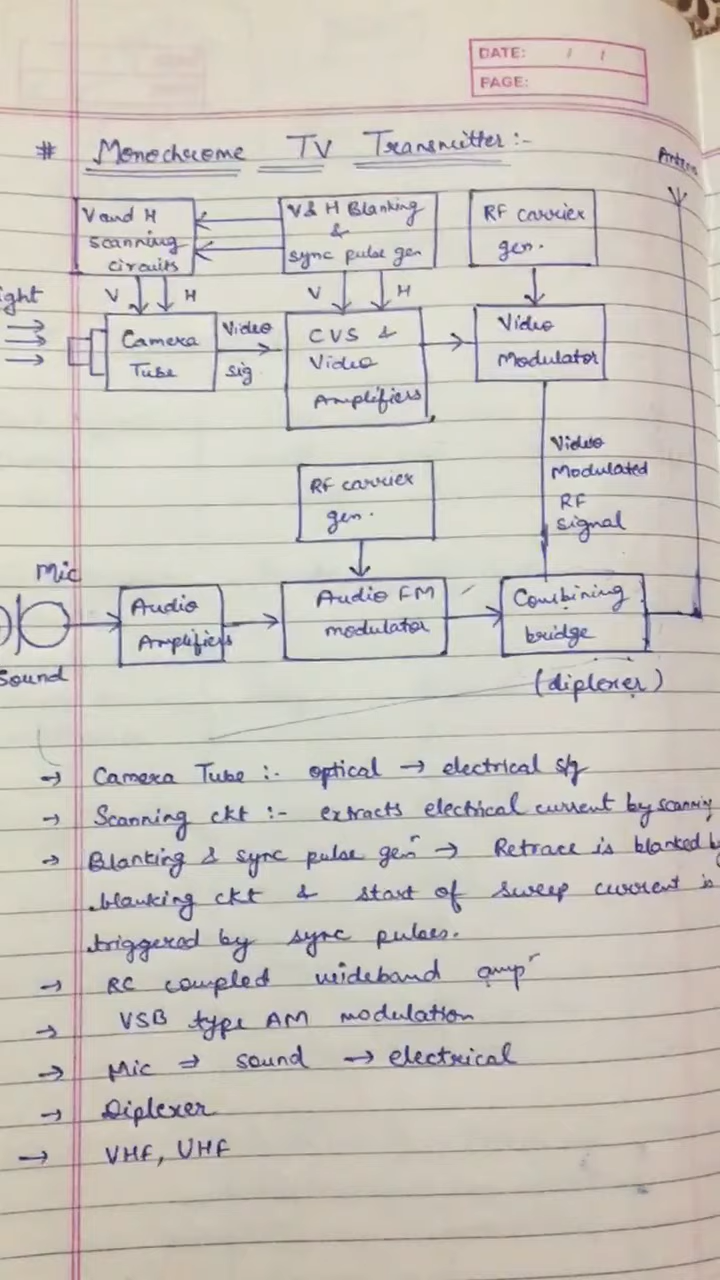 DATE: / /
PAGE:
# Monochrome TV Transmitter :-
Antenna
V and H
scanning
circuits
V & H Blanking
&
sync pulse gen
RF carrier
gen.
V H
V H
ight
Camera
Tube
Video
sig
CVS &
Video
Amplifiers
Video
Modulator
RF carrier
gen.
Video
Modulated
RF
signal
Mic
Sound
Audio
Amplifiers
Audio FM
modulator
Combining
bridge
(diplexer)
→ Camera Tube :- optical → electrical s/g
→ Scanning ckt :- extracts electrical current by scanning
→ Blanking & sync pulse genr → Retrace is blanked by
blanking ckt & start of sweep current is
triggered by sync pulses.
→ RC coupled wideband ampr
→ VSB type AM modulation
→ Mic ⇒ sound → electrical
→ Diplexer
→ VHF, UHF